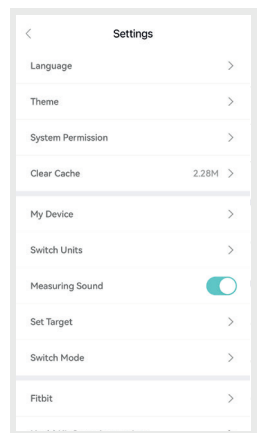 Settings
Language
Theme
System Permission
Clear Cache 2.28M
My Device
Switch Units
Measuring Sound
Set Target
Switch Mode
Fitbit